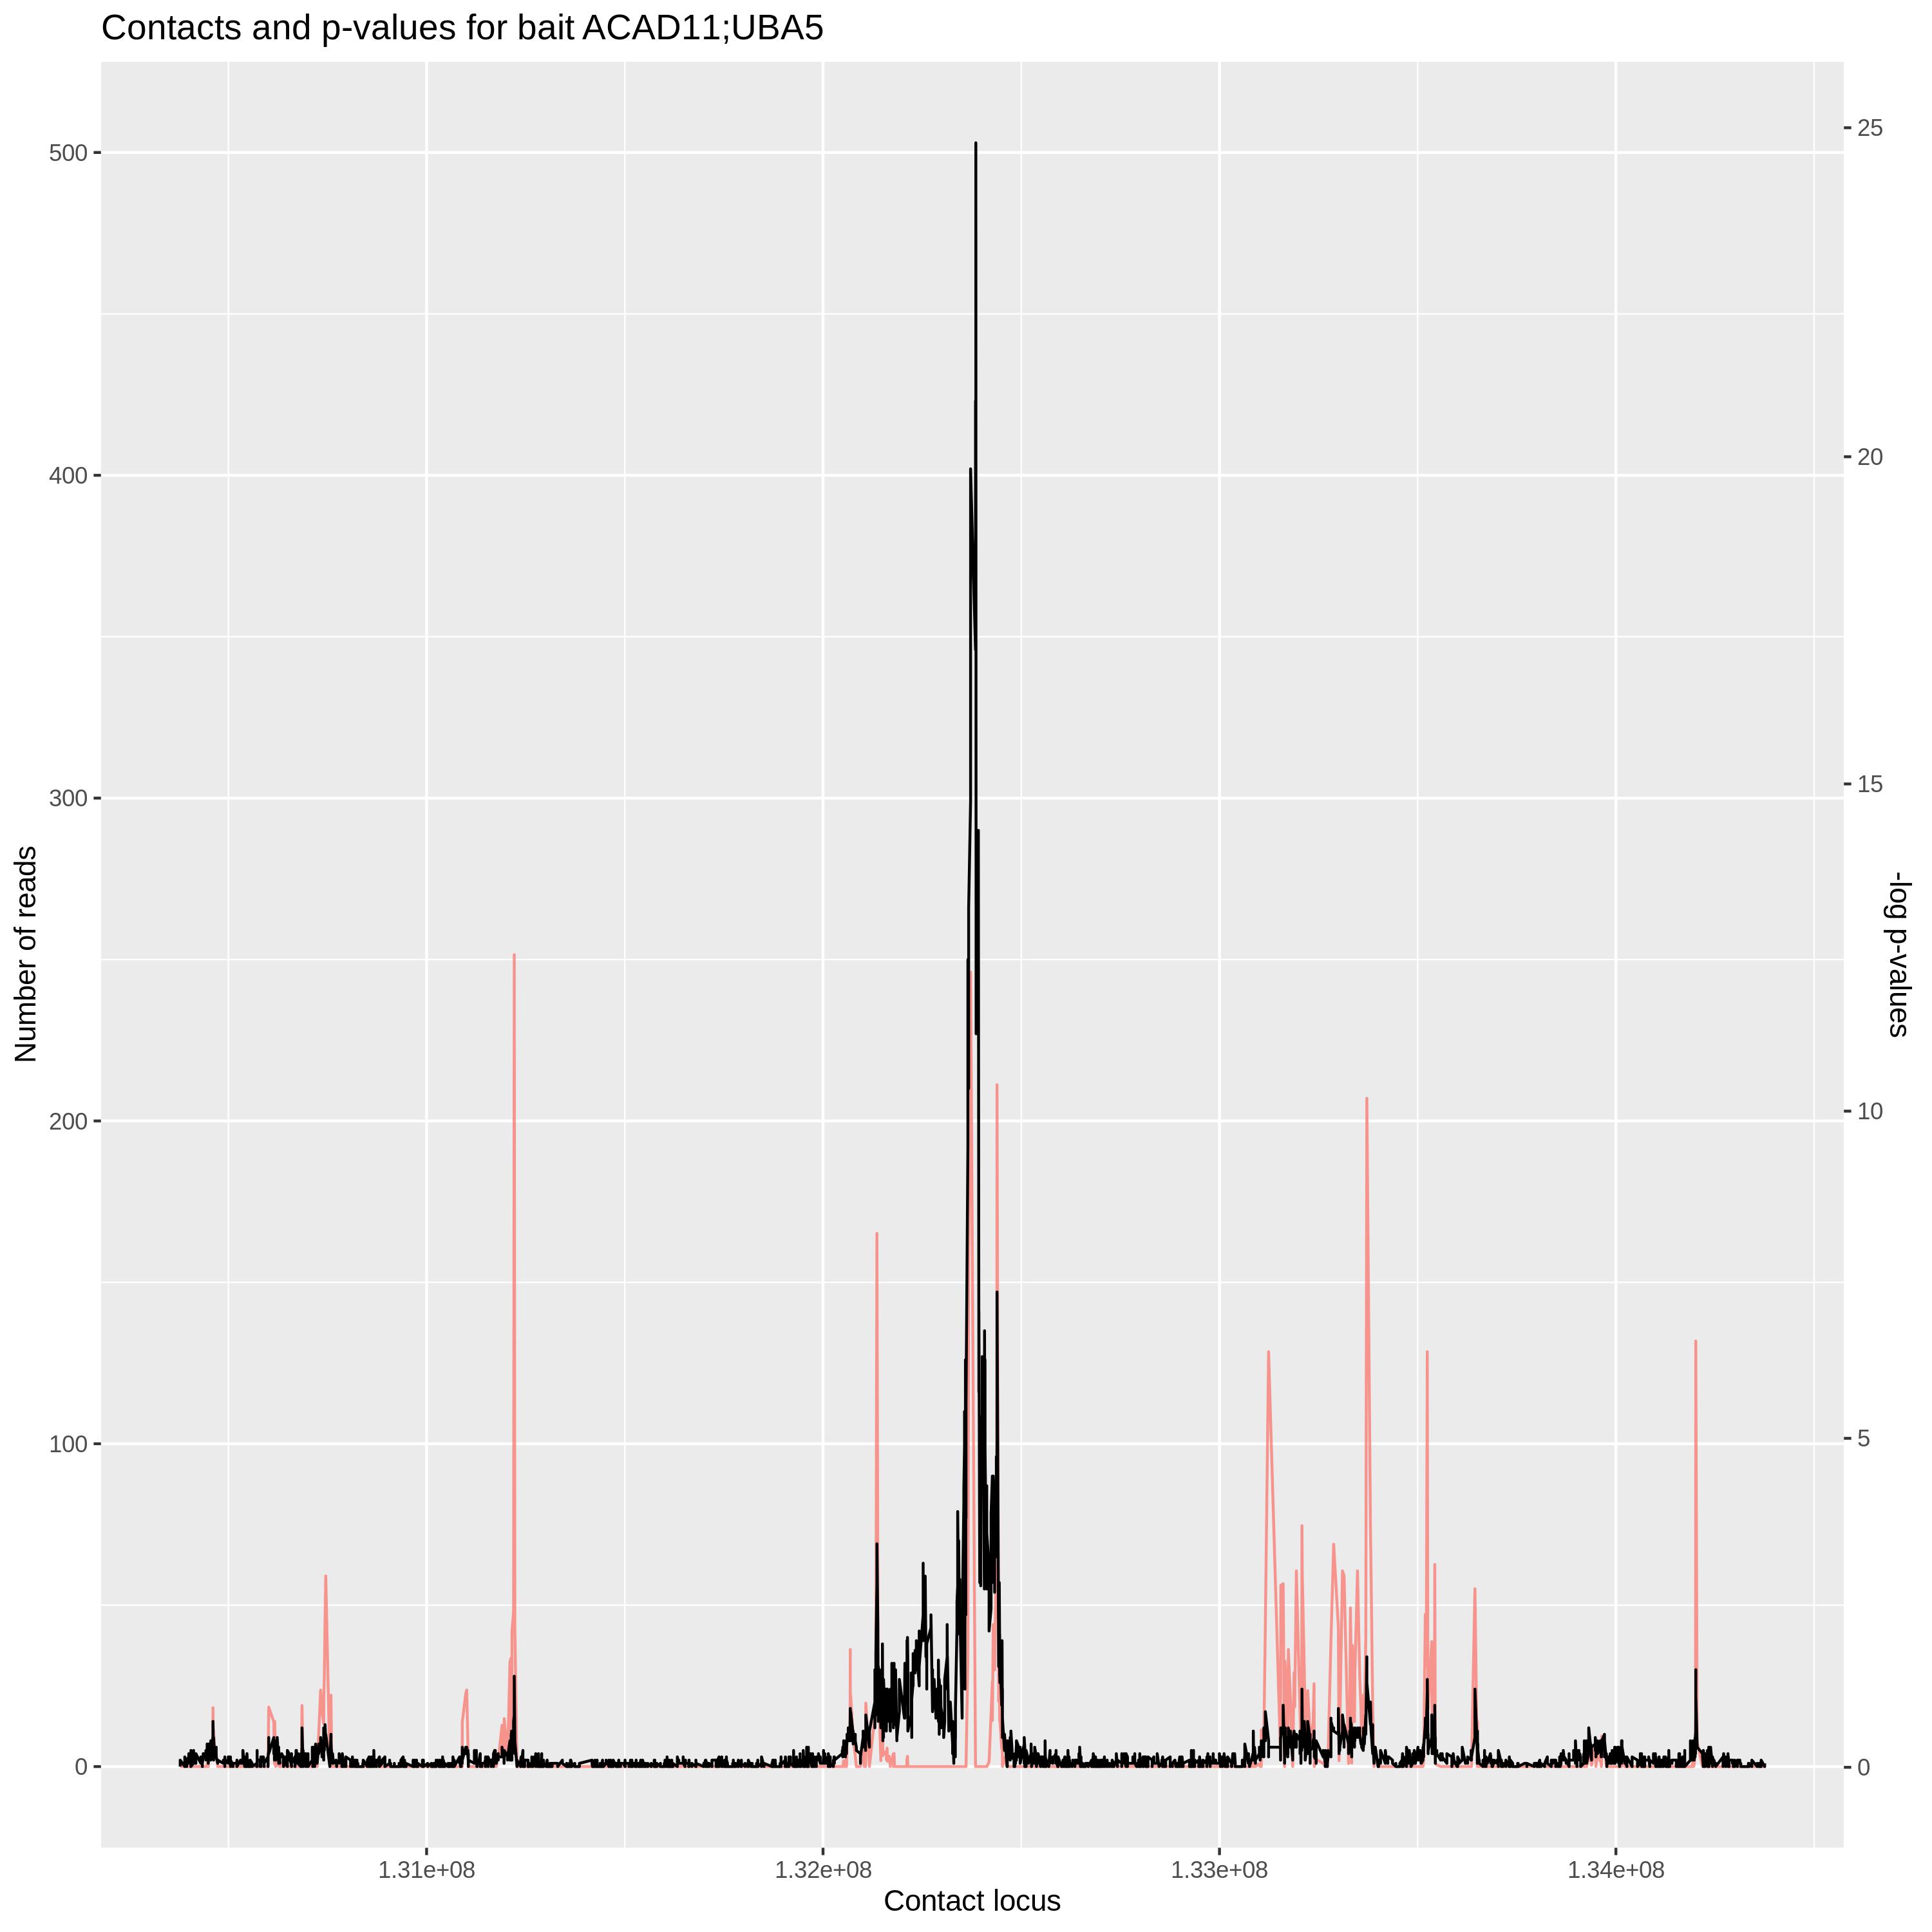 Contacts and p-values for bait ACAD11;UBA5
Number of reads
500
400
300
200
100
0
25
20
15
10
5
0
-log p-values
1.31e+08 1.32e+08 1.33e+08 1.34e+08
Contact locus